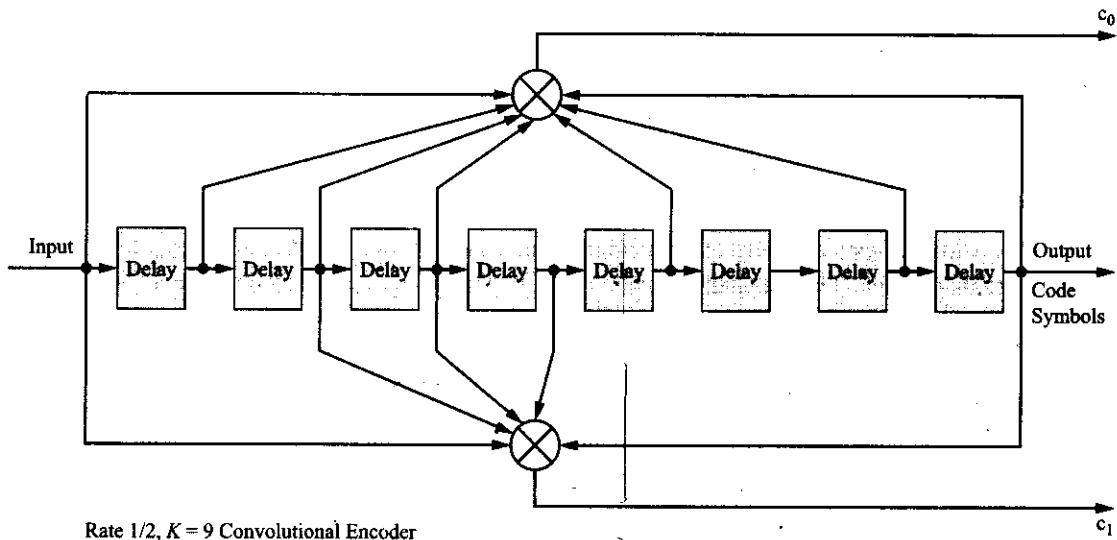 c₀
Input
Delay
Delay
Delay
Delay
Delay
Delay
Delay
Delay
Output
Code
Symbols
Rate 1/2, K = 9 Convolutional Encoder
c₁